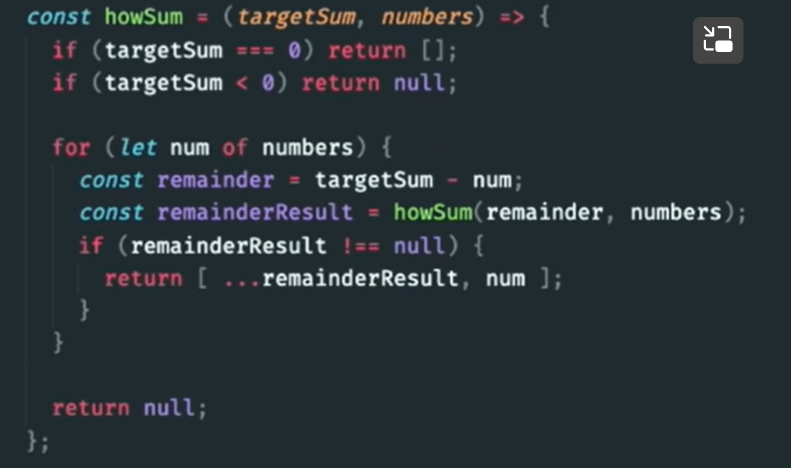 const howSum = (targetSum, numbers) => {
if (targetSum === 0) return [];
if (targetSum < 0) return null;
for (let num of numbers) {
const remainder = targetSum - num;
const remainderResult = howSum(remainder, numbers);
if (remainderResult !== null) {
return [ ...remainderResult, num ];
}
}
return null;
};